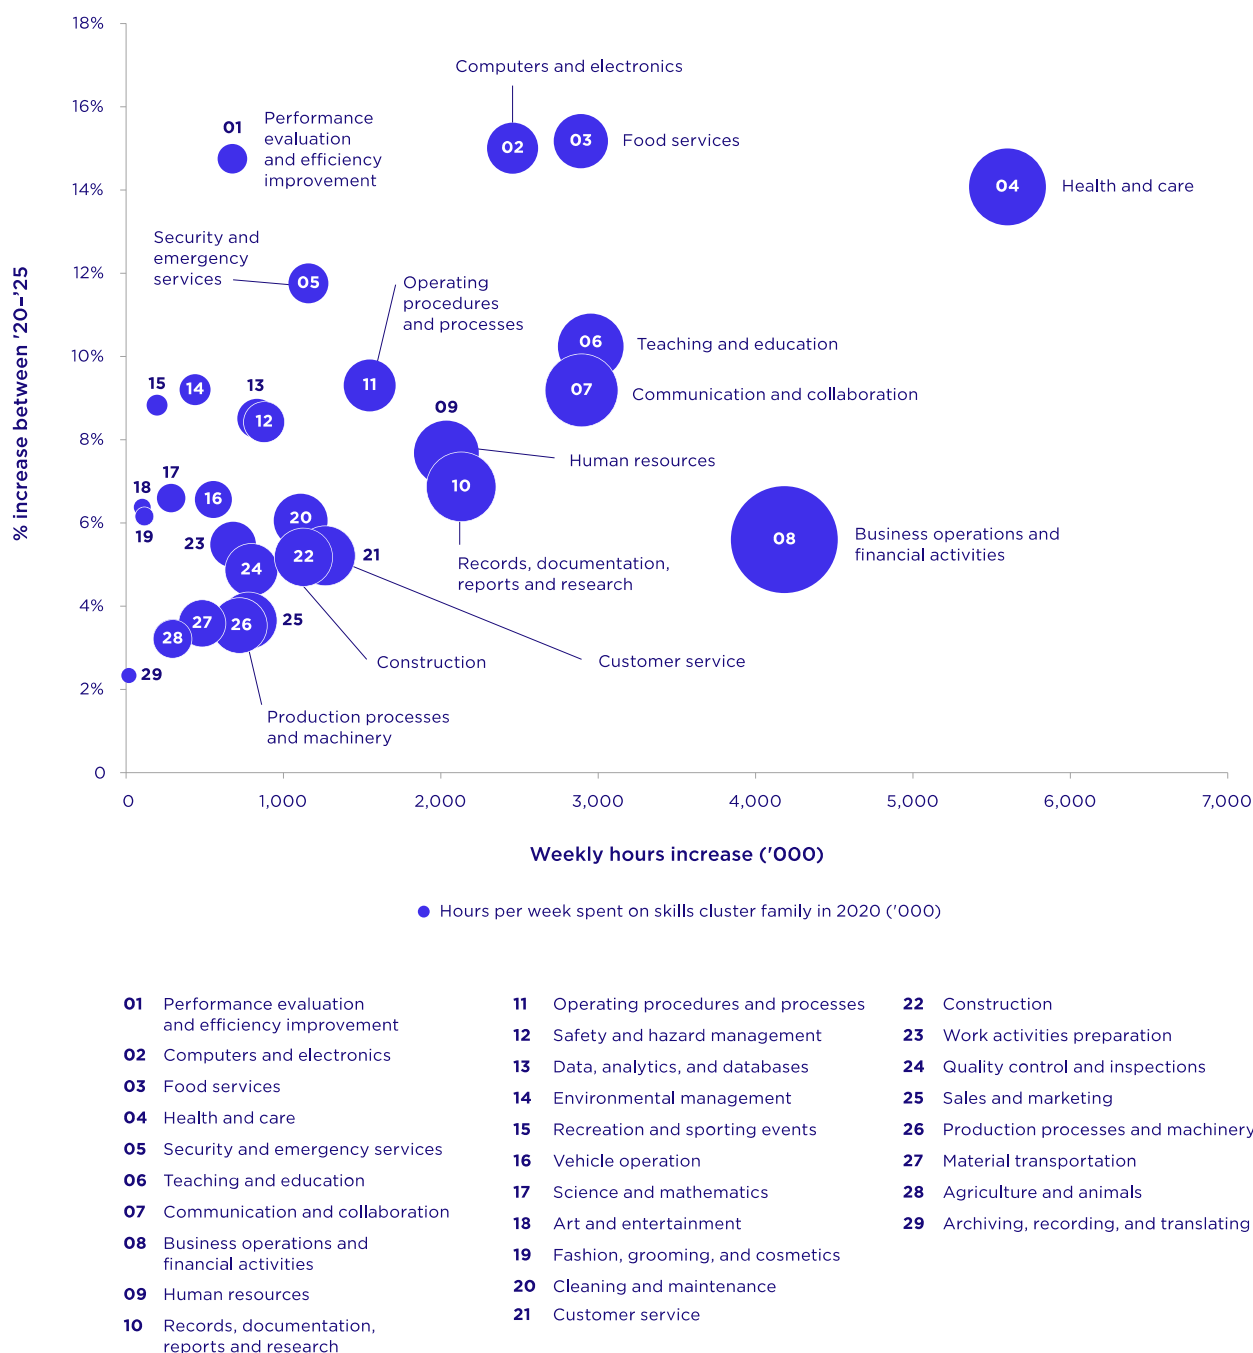 18%
16%
14%
12%
10%
8%
6%
4%
2%
0
% increase between '20–'25
0
1,000
2,000
3,000
4,000
5,000
6,000
7,000
Weekly hours increase ('000)
Computers and electronics
01
Performance
evaluation
and efficiency
improvement
02
03
Food services
04
Health and care
Security and
emergency
services
05
Operating
procedures
and processes
06
Teaching and education
15
14
13
12
11
07
Communication and collaboration
09
Human resources
10
18
17
16
19
23
20
21
22
24
Records, documentation,
reports and research
08
Business operations and
financial activities
25
26
27
28
29
Construction
Customer service
Production processes
and machinery
Hours per week spent on skills cluster family in 2020 ('000)
01 Performance evaluation
and efficiency improvement
02 Computers and electronics
03 Food services
04 Health and care
05 Security and emergency services
06 Teaching and education
07 Communication and collaboration
08 Business operations and
financial activities
09 Human resources
10 Records, documentation,
reports and research
11 Operating procedures and processes
12 Safety and hazard management
13 Data, analytics, and databases
14 Environmental management
15 Recreation and sporting events
16 Vehicle operation
17 Science and mathematics
18 Art and entertainment
19 Fashion, grooming, and cosmetics
20 Cleaning and maintenance
21 Customer service
22 Construction
23 Work activities preparation
24 Quality control and inspections
25 Sales and marketing
26 Production processes and machinery
27 Material transportation
28 Agriculture and animals
29 Archiving, recording, and translating